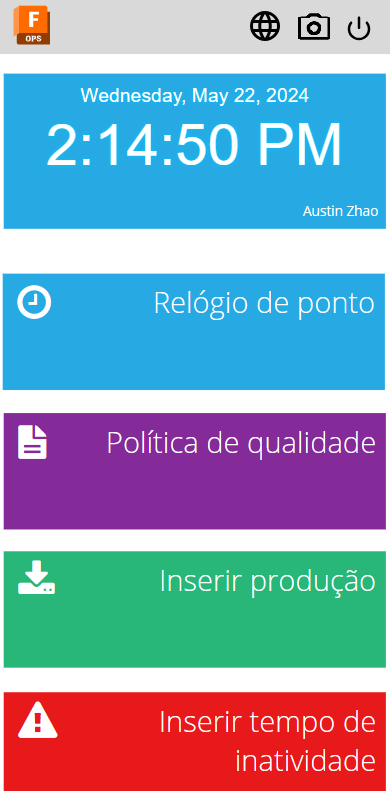 F
OPS
Wednesday, May 22, 2024
2:14:50 PM
Austin Zhao
Relógio de ponto
Política de qualidade
Inserir produção
Inserir tempo de
inatividade